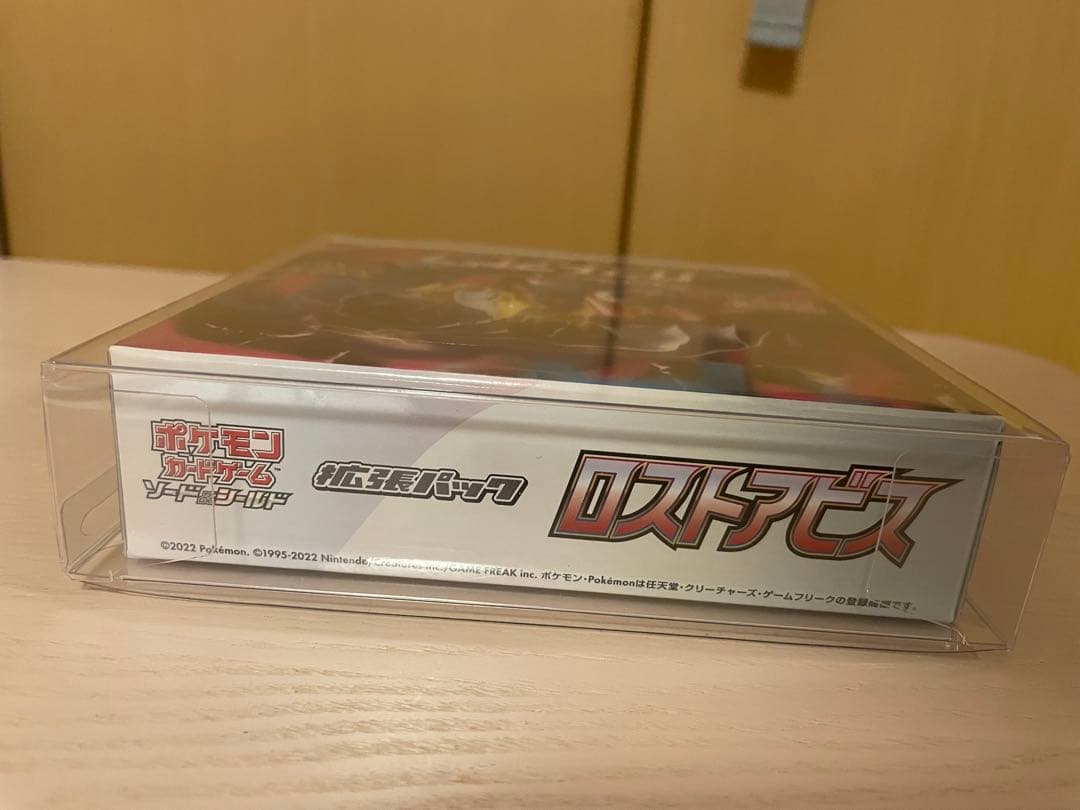 ポケモン
カードゲーム™
ソード&シールド
拡張パック
ロストアビス
©2022 Pokémon. ©1995-2022 Nintendo/Creatures Inc./GAME FREAK inc. ポケモン・Pokémonは任天堂・クリーチャーズ・ゲームフリークの登録商標です。